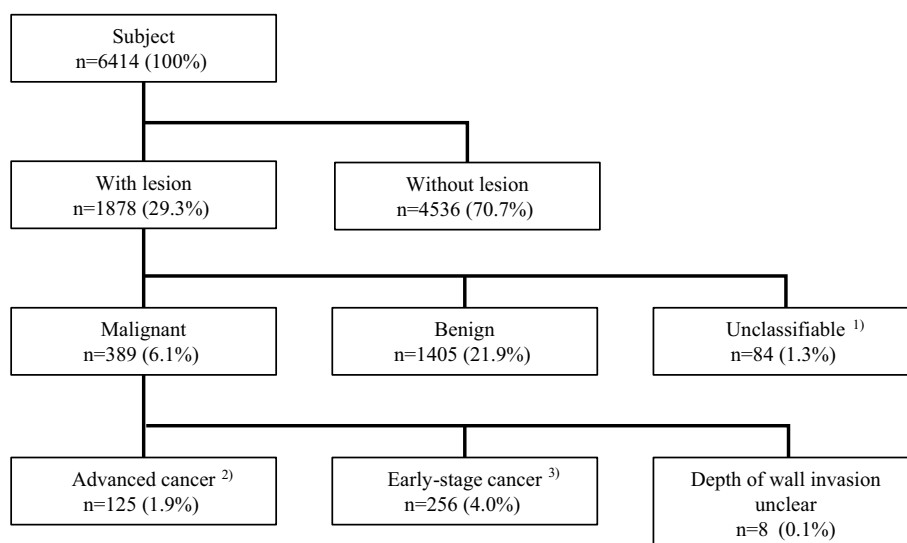 Subject
n=6414 (100%)
With lesion
n=1878 (29.3%)
Without lesion
n=4536 (70.7%)
Malignant
n=389 (6.1%)
Benign
n=1405 (21.9%)
Unclassifiable 1)
n=84 (1.3%)
Advanced cancer 2)
n=125 (1.9%)
Early-stage cancer 3)
n=256 (4.0%)
Depth of wall invasion
unclear
n=8 (0.1%)